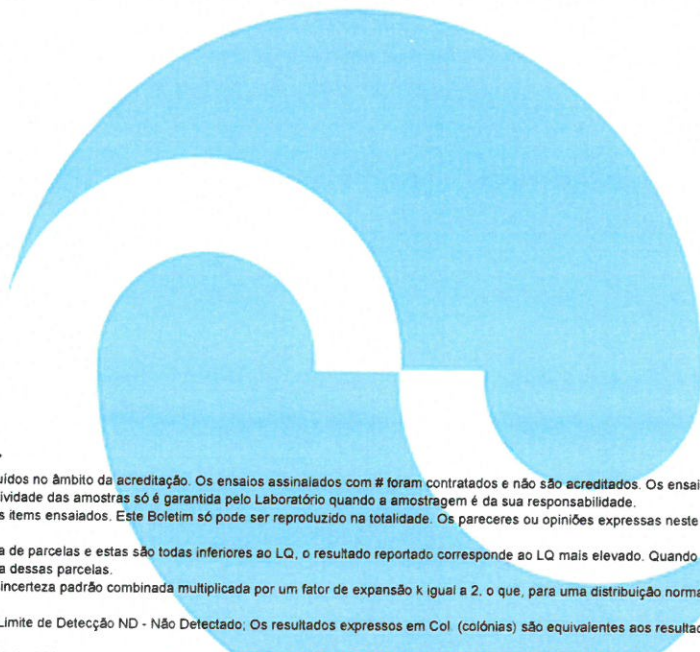 uídos no âmbito da acreditação. Os ensaios assinalados com # foram contratados e não são acreditados. Os ensai
ividade das amostras só é garantida pelo Laboratório quando a amostragem é da sua responsabilidade.
s items ensaiados. Este Boletim só pode ser reproduzido na totalidade. Os pareceres ou opiniões expressas neste
a de parcelas e estas são todas inferiores ao LQ, o resultado reportado corresponde ao LQ mais elevado. Quando
a dessas parcelas.
incerteza padrão combinada multiplicada por um fator de expansão k igual a 2, o que, para uma distribuição norma
Limite de Detecção ND - Não Detectado; Os resultados expressos em Col. (colónias) são equivalentes aos resultad